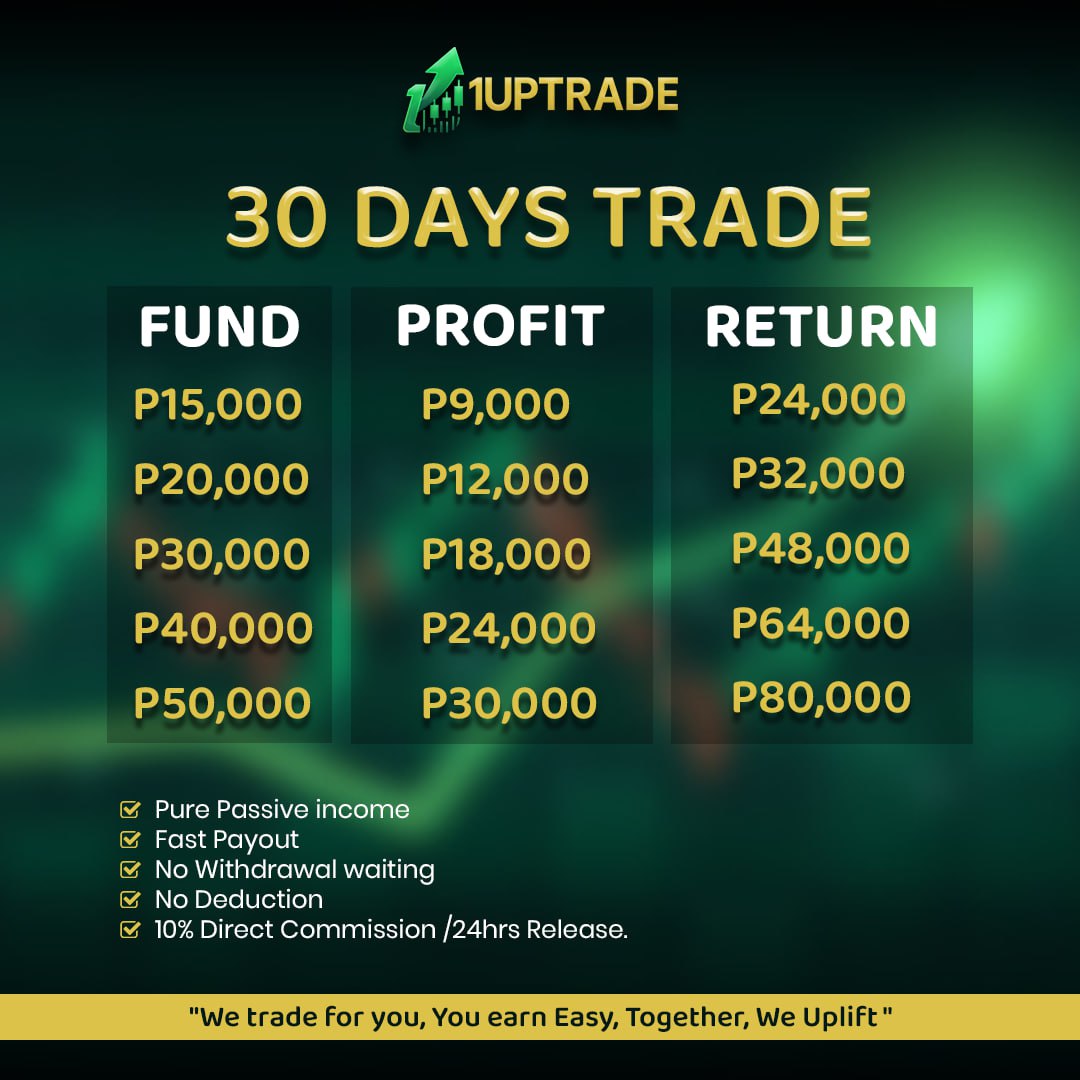 1UPTRADE
30 DAYS TRADE
FUND PROFIT RETURN
P15,000 P9,000 P24,000
P20,000 P12,000 P32,000
P30,000 P18,000 P48,000
P40,000 P24,000 P64,000
P50,000 P30,000 P80,000
Pure Passive income
Fast Payout
No Withdrawal waiting
No Deduction
10% Direct Commission /24hrs Release.
"We trade for you, You earn Easy, Together, We Uplift"